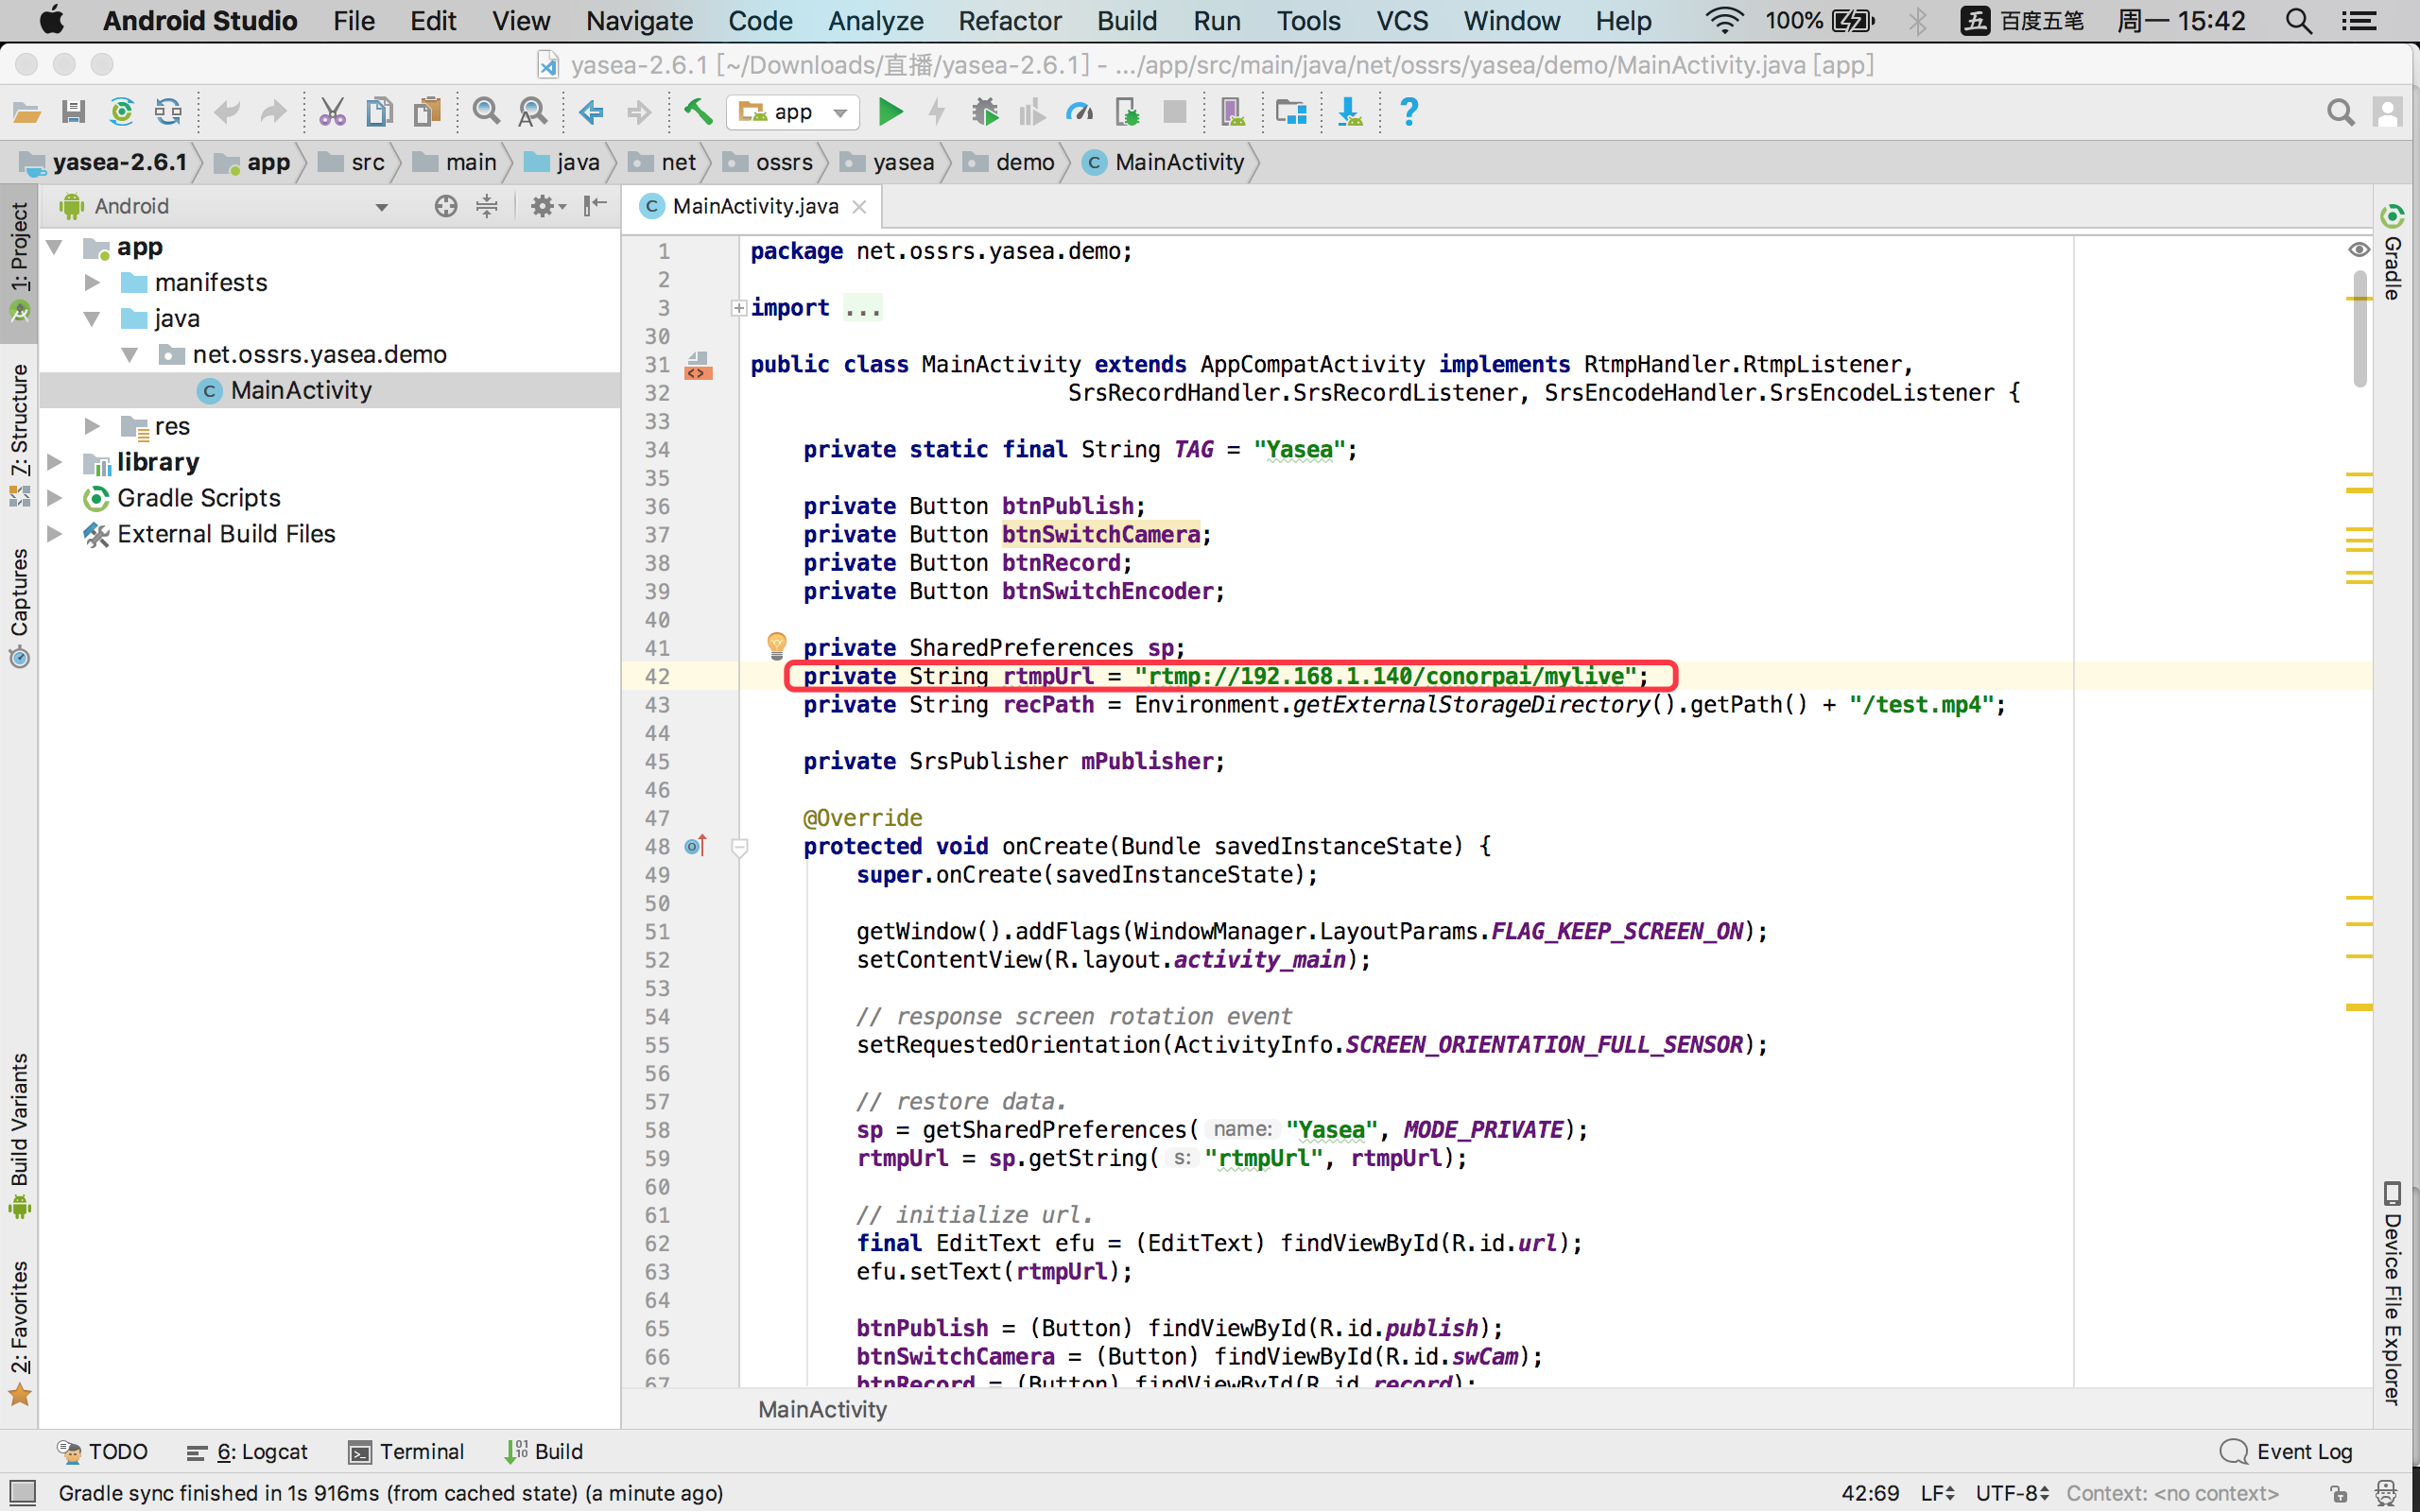 Android Studio File Edit View Navigate Code Analyze Refactor Build Run Tools VCS Window Help 100% 五 百度五笔 周一 15:42
yasea-2.6.1 [~/Downloads/直播/yasea-2.6.1] - .../app/src/main/java/net/ossrs/yasea/demo/MainActivity.java [app]
app
yasea-2.6.1 app src main java net ossrs yasea demo MainActivity
1: Project
7: Structure
Captures
Build Variants
2: Favorites
Android
app
manifests
java
net.ossrs.yasea.demo
MainActivity
res
library
Gradle Scripts
External Build Files
MainActivity.java
1 package net.ossrs.yasea.demo;
2
3 import ...
30
31 public class MainActivity extends AppCompatActivity implements RtmpHandler.RtmpListener,
32 SrsRecordHandler.SrsRecordListener, SrsEncodeHandler.SrsEncodeListener {
33
34 private static final String TAG = "Yasea";
35
36 private Button btnPublish;
37 private Button btnSwitchCamera;
38 private Button btnRecord;
39 private Button btnSwitchEncoder;
40
41 private SharedPreferences sp;
42 private String rtmpUrl = "rtmp://192.168.1.140/conorpai/mylive";
43 private String recPath = Environment.getExternalStorageDirectory().getPath() + "/test.mp4";
44
45 private SrsPublisher mPublisher;
46
47 @Override
48 protected void onCreate(Bundle savedInstanceState) {
49 super.onCreate(savedInstanceState);
50
51 getWindow().addFlags(WindowManager.LayoutParams.FLAG_KEEP_SCREEN_ON);
52 setContentView(R.layout.activity_main);
53
54 // response screen rotation event
55 setRequestedOrientation(ActivityInfo.SCREEN_ORIENTATION_FULL_SENSOR);
56
57 // restore data.
58 sp = getSharedPreferences( name: "Yasea", MODE_PRIVATE);
59 rtmpUrl = sp.getString( s: "rtmpUrl", rtmpUrl);
60
61 // initialize url.
62 final EditText efu = (EditText) findViewById(R.id.url);
63 efu.setText(rtmpUrl);
64
65 btnPublish = (Button) findViewById(R.id.publish);
66 btnSwitchCamera = (Button) findViewById(R.id.swCam);
67 btnRecord = (Button) findViewById(R.id.record);
MainActivity
Gradle
Device File Explorer
TODO 6: Logcat Terminal Build Event Log
Gradle sync finished in 1s 916ms (from cached state) (a minute ago) 42:69 LF UTF-8 Context: <no context>